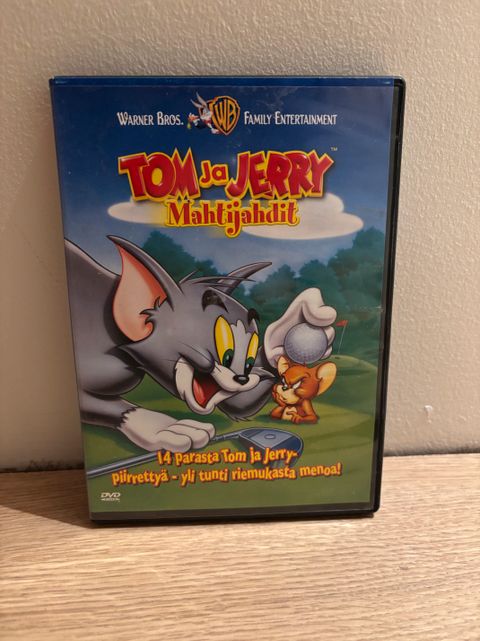 WARNER BROS. WB FAMILY ENTERTAINMENT
TOM Ja JERRY™
Mahtijahdit
14 parasta Tom ja Jerry-
piirrettyä - yli tunti riemukasta menoa!
DVD